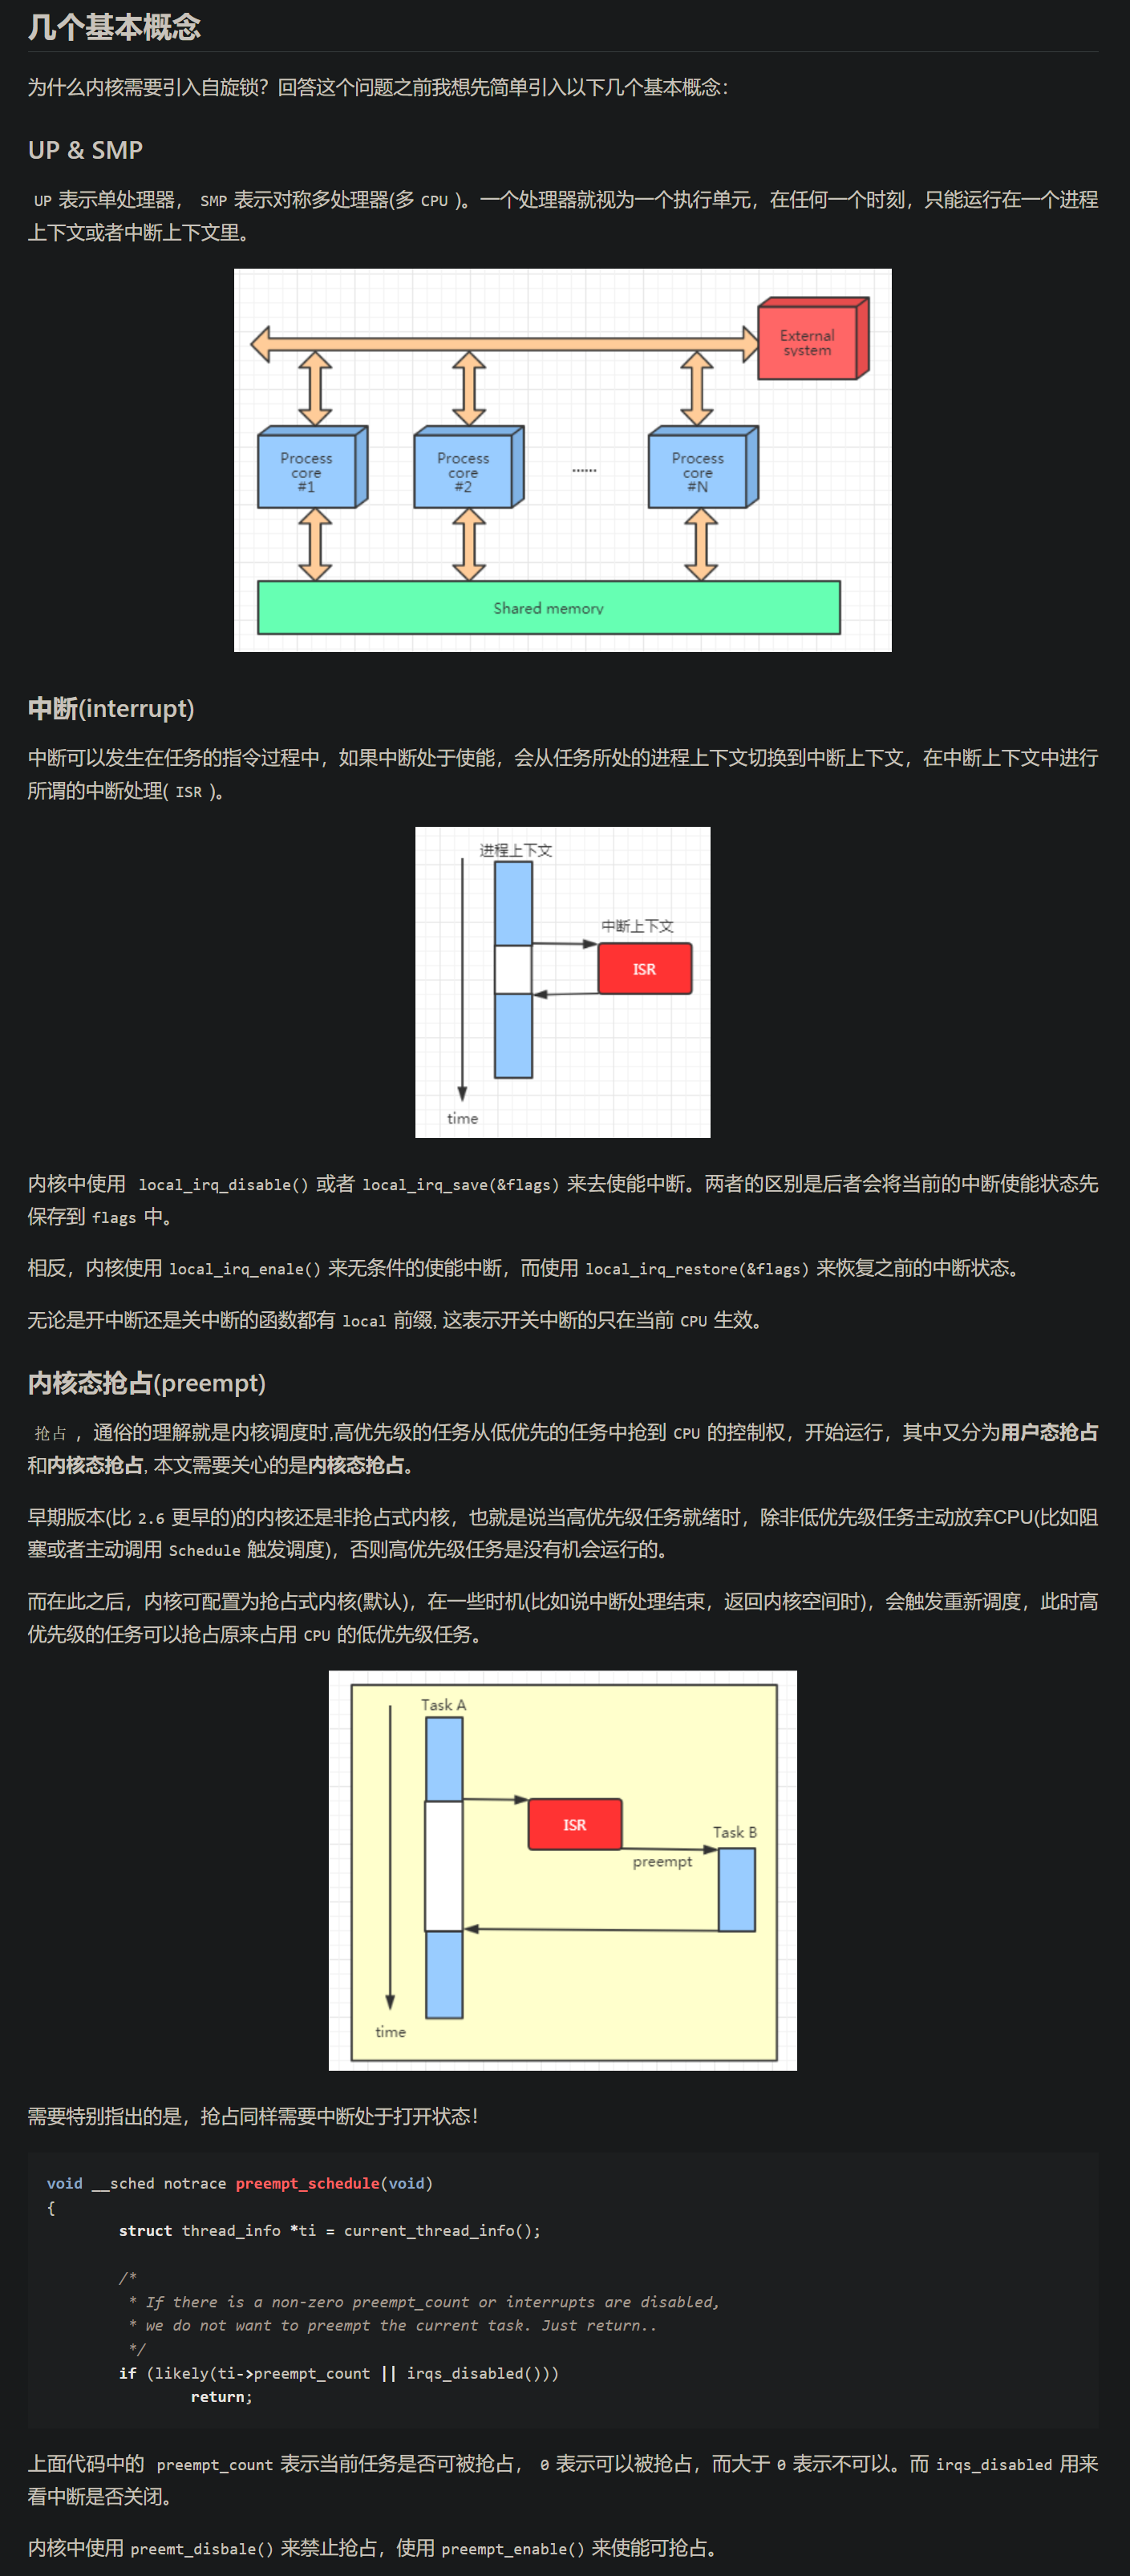 几个基本概念
为什么内核需要引入自旋锁？回答这个问题之前我想先简单引入以下几个基本概念：
UP & SMP
UP 表示单处理器， SMP 表示对称多处理器(多 CPU )。一个处理器就视为一个执行单元，在任何一个时刻，只能运行在一个进程
上下文或者中断上下文里。
External
system
Process
core
#1
Process
core
#2
......
Process
core
#N
Shared memory
中断(interrupt)
中断可以发生在任务的指令过程中，如果中断处于使能，会从任务所处的进程上下文切换到中断上下文，在中断上下文中进行
所谓的中断处理( ISR )。
进程上下文
中断上下文
ISR
time
内核中使用 local_irq_disable() 或者 local_irq_save(&flags) 来去使能中断。两者的区别是后者会将当前的中断使能状态先
保存到 flags 中。
相反，内核使用 local_irq_enale() 来无条件的使能中断，而使用 local_irq_restore(&flags) 来恢复之前的中断状态。
无论是开中断还是关中断的函数都有 local 前缀, 这表示开关中断的只在当前 CPU 生效。
内核态抢占(preempt)
抢占 ，通俗的理解就是内核调度时,高优先级的任务从低优先的任务中抢到 CPU 的控制权，开始运行，其中又分为用户态抢占
和内核态抢占, 本文需要关心的是内核态抢占。
早期版本(比 2.6 更早的)的内核还是非抢占式内核，也就是说当高优先级任务就绪时，除非低优先级任务主动放弃CPU(比如阻
塞或者主动调用 Schedule 触发调度)，否则高优先级任务是没有机会运行的。
而在此之后，内核可配置为抢占式内核(默认)，在一些时机(比如说中断处理结束，返回内核空间时)，会触发重新调度，此时高
优先级的任务可以抢占原来占用 CPU 的低优先级任务。
Task A
ISR
Task B
preempt
time
需要特别指出的是，抢占同样需要中断处于打开状态！
void __sched notrace preempt_schedule(void)
{
struct thread_info *ti = current_thread_info();
/*
* If there is a non-zero preempt_count or interrupts are disabled,
* we do not want to preempt the current task. Just return..
*/
if (likely(ti->preempt_count || irqs_disabled()))
return;
上面代码中的 preempt_count 表示当前任务是否可被抢占， 0 表示可以被抢占，而大于 0 表示不可以。而 irqs_disabled 用来
看中断是否关闭。
内核中使用 preemt_disbale() 来禁止抢占，使用 preempt_enable() 来使能可抢占。